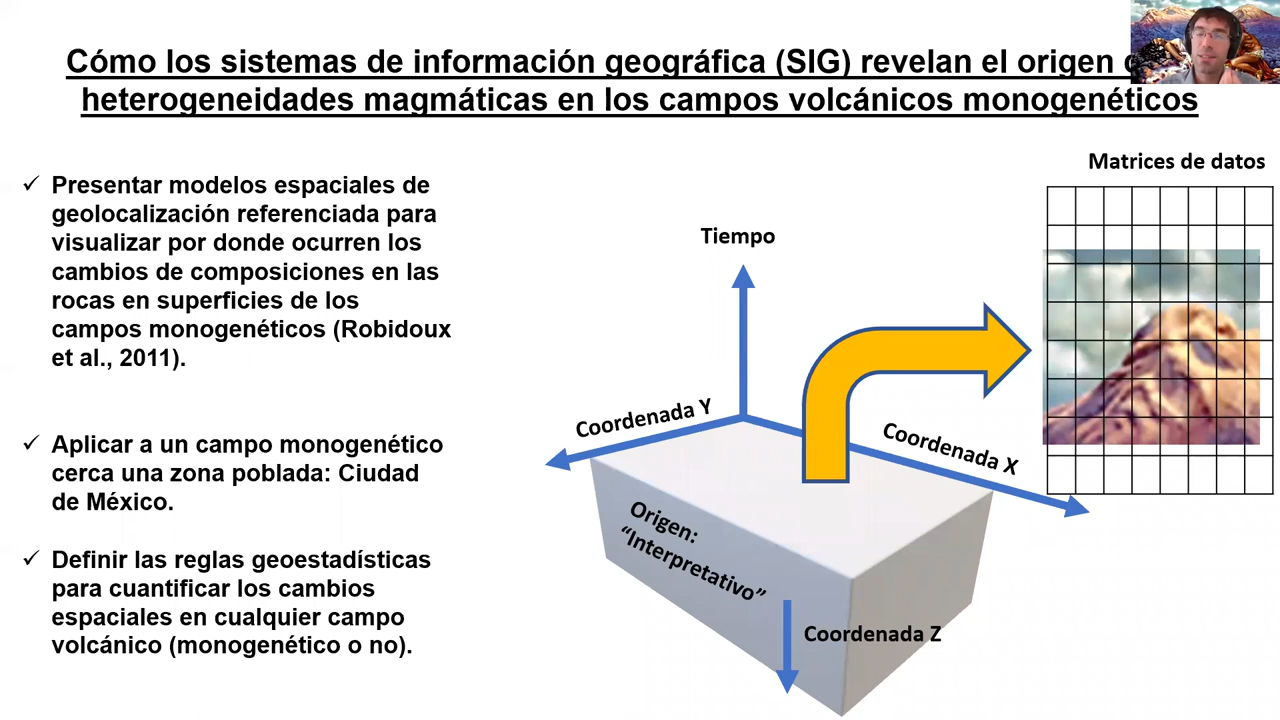 Cómo los sistemas de información geográfica (SIG) revelan el origen
heterogeneidades magmáticas en los campos volcánicos monogenéticos
Matrices de datos
✓ Presentar modelos espaciales de
geolocalización referenciada para
visualizar por donde ocurren los
cambios de composiciones en las
rocas en superficies de los
campos monogenéticos (Robidoux
et al., 2011).
✓ Aplicar a un campo monogenético
cerca una zona poblada: Ciudad
de México.
✓ Definir las reglas geoestadísticas
para cuantificar los cambios
espaciales en cualquier campo
volcánico (monogenético o no).
Tiempo
Coordenada Y
Coordenada X
Origen:
“Interpretativo”
Coordenada Z